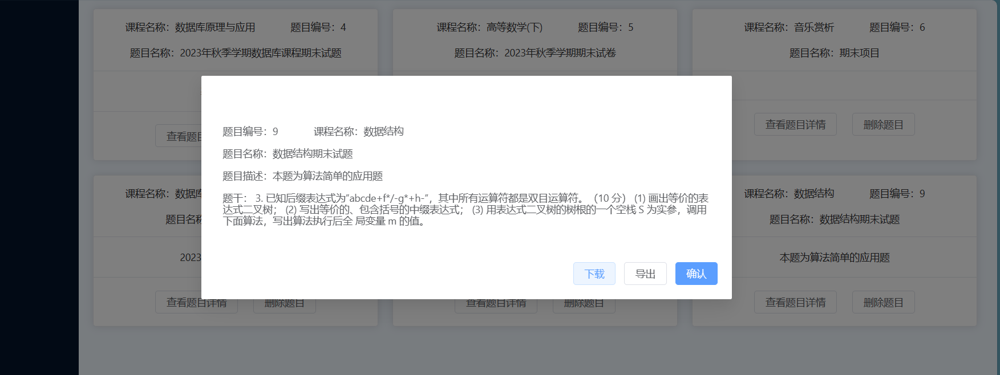 课程名称：数据库原理与应用 题目编号：4
题目名称：2023年秋季学期数据库课程期末试题
查看题目
课程名称：高等数学(下) 题目编号：5
题目名称：2023年秋季学期期末试卷
课程名称：音乐赏析 题目编号：6
题目名称：期末项目
查看题目详情 删除题目
题目编号：9 课程名称：数据结构
题目名称：数据结构期末试题
题目描述：本题为算法简单的应用题
题干： 3. 已知后缀表达式为“abcde+f*/-g*+h-”，其中所有运算符都是双目运算符。（10 分） (1) 画出等价的表
达式二叉树； (2) 写出等价的、包含括号的中缀表达式； (3) 用表达式二叉树的树根的一个空栈 S 为实参，调用
下面算法，写出算法执行后全 局变量 m 的值。
下载 导出 确认
课程名称：数据库
题目名称
2023
查看题目详情 删除题目
查看题目详情 删除题目
课程名称：数据结构 题目编号：9
题目名称：数据结构期末试题
本题为算法简单的应用题
查看题目详情 删除题目